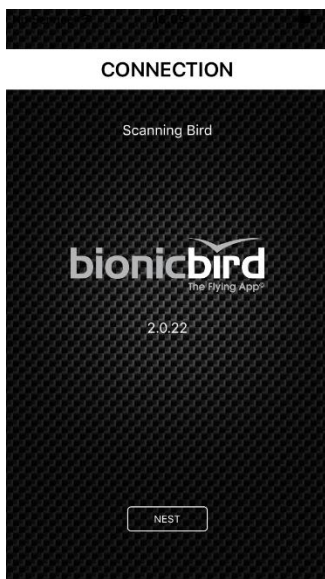 CONNECTION
Scanning Bird
bionicbird
The Flying App©
2.0.22
NEST